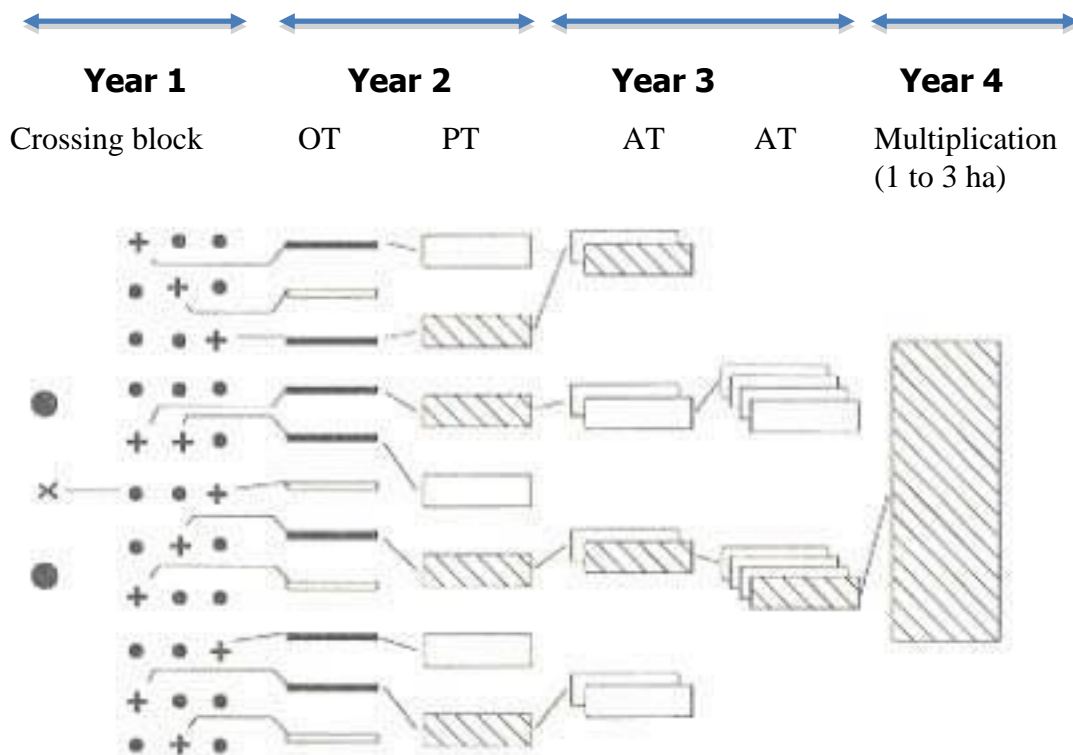 Year 1 Year 2 Year 3 Year 4
Crossing block OT PT AT AT Multiplication
(1 to 3 ha)